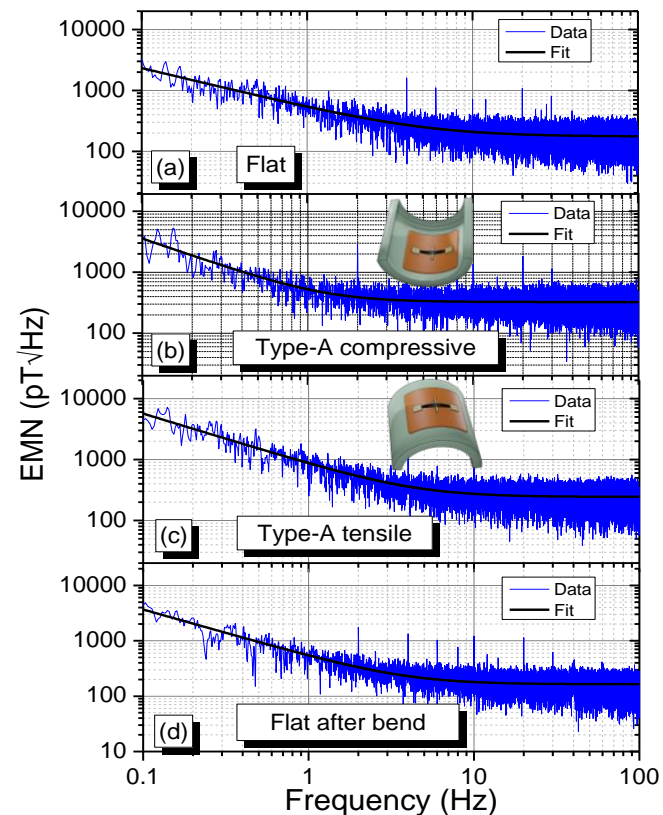 10000
1000
100
Data
Fit
(a)
Flat
10000
1000
100
Data
Fit
(b)
Type-A compressive
EMN (pT√Hz)
10000
1000
100
Data
Fit
(c)
Type-A tensile
10000
1000
100
10
Data
Fit
(d)
Flat after bend
0.1 1 10 100
Frequency (Hz)